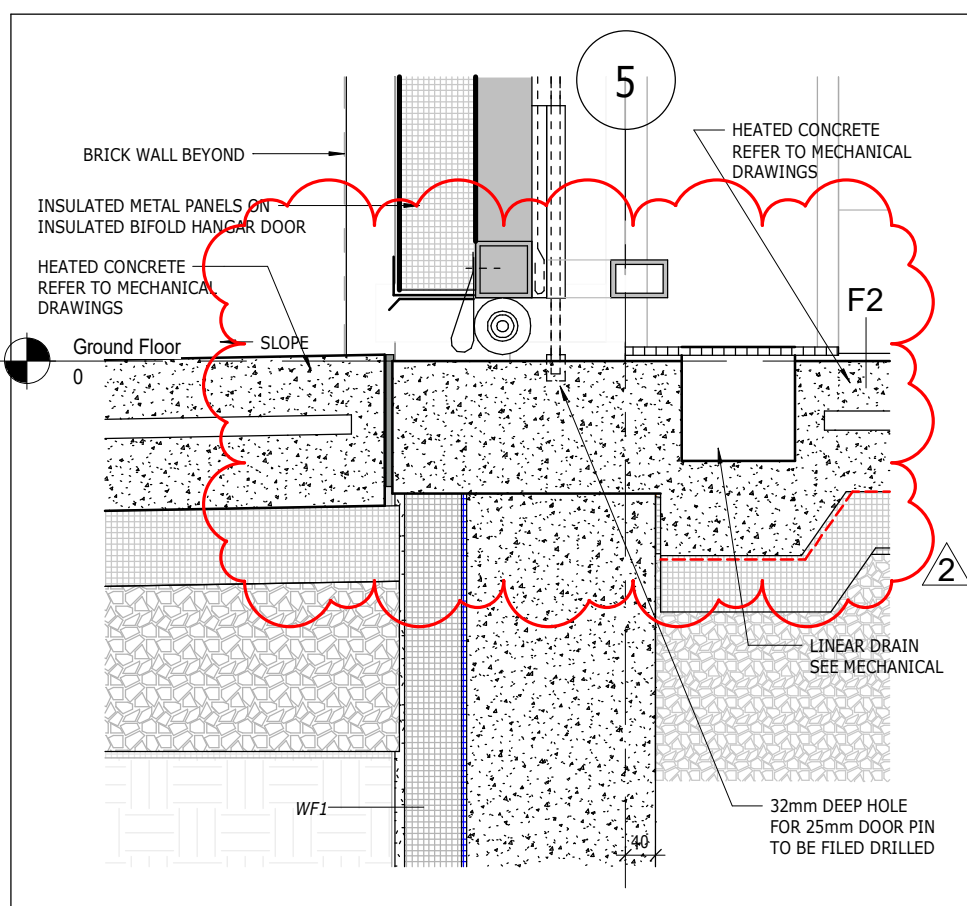 5
HEATED CONCRETE
REFER TO MECHANICAL
DRAWINGS
BRICK WALL BEYOND
INSULATED METAL PANELS ON
INSULATED BIFOLD HANGAR DOOR
HEATED CONCRETE
REFER TO MECHANICAL
DRAWINGS
F2
Ground Floor
0
SLOPE
2
LINEAR DRAIN
SEE MECHANICAL
WF1
32mm DEEP HOLE
FOR 25mm DOOR PIN
TO BE FILED DRILLED
40